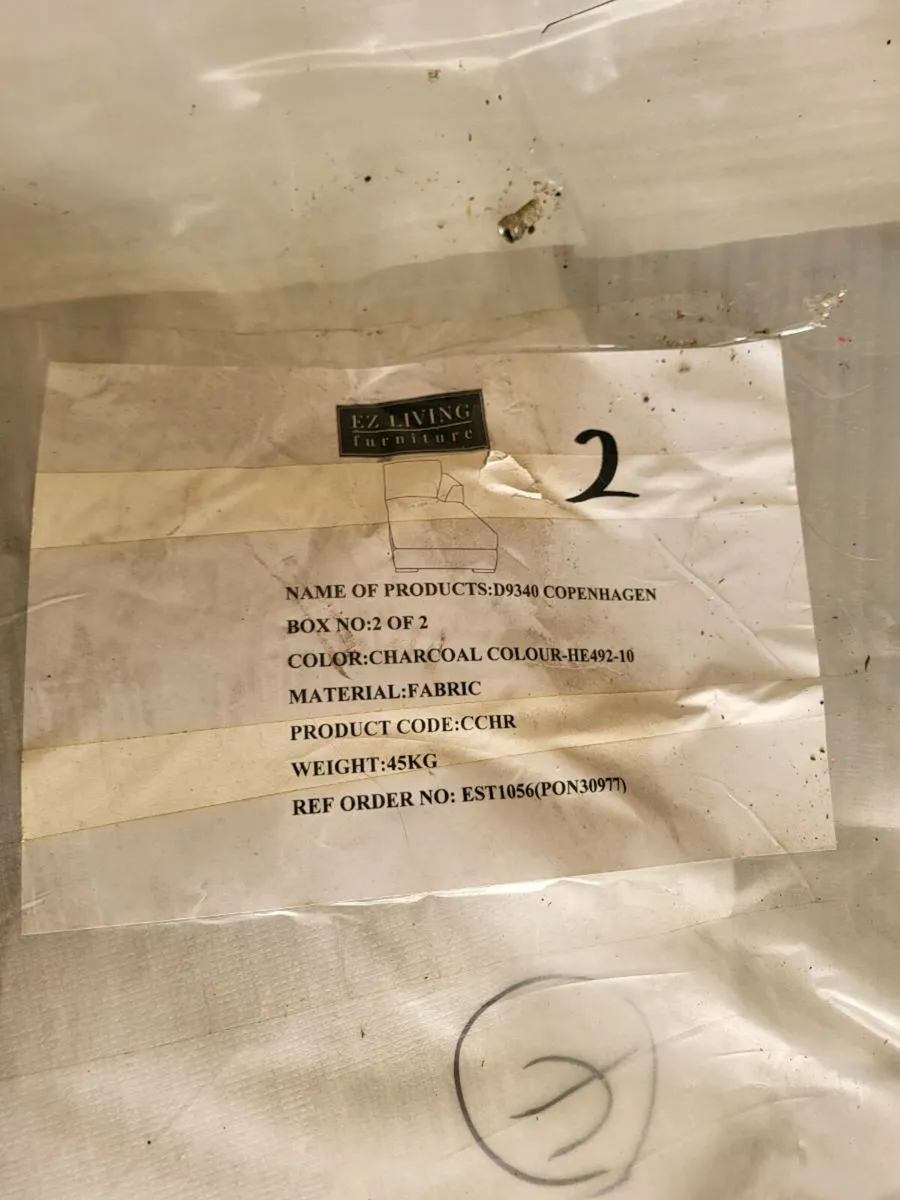 EZ LIVING
furniture
2
NAME OF PRODUCTS:D9340 COPENHAGEN
BOX NO:2 OF 2
COLOR:CHARCOAL COLOUR-HE492-10
MATERIAL:FABRIC
PRODUCT CODE:CCHR
WEIGHT:45KG
REF ORDER NO: EST1056(PON30977)